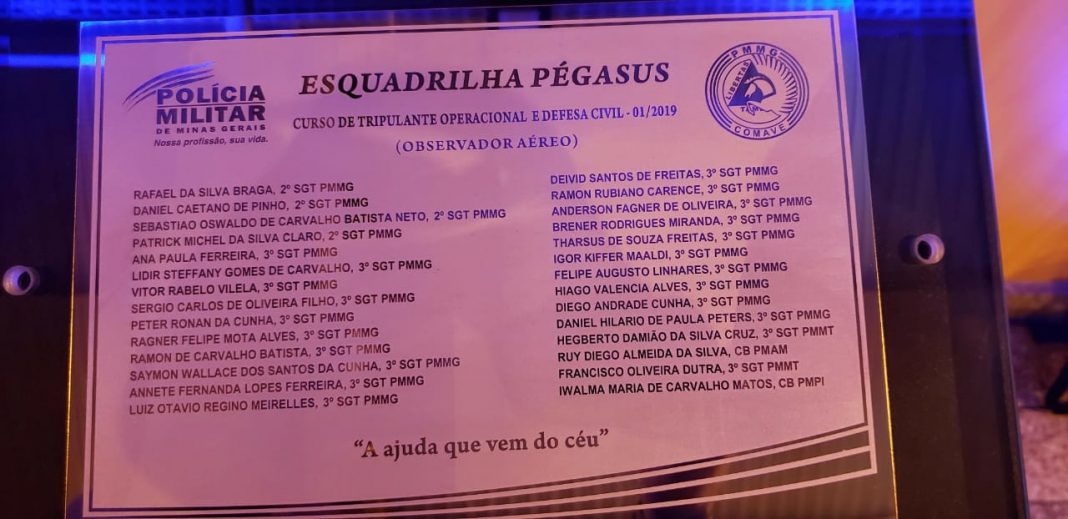 POLÍCIA
MILITAR
DE MINAS GERAIS
Nossa profissão, sua vida.
ESQUADRILHA PÉGASUS
CURSO DE TRIPULANTE OPERACIONAL E DEFESA CIVIL - 01/2019
(OBSERVADOR AÉREO)
PMMG
LIBERTAS
TAMEN
COMAVE
RAFAEL DA SILVA BRAGA, 2º SGT PMMG
DANIEL CAETANO DE PINHO, 2º SGT PMMG
SEBASTIAO OSWALDO DE CARVALHO BATISTA NETO, 2º SGT PMMG
PATRICK MICHEL DA SILVA CLARO, 2º SGT PMMG
ANA PAULA FERREIRA, 3º SGT PMMG
LIDIR STEFFANY GOMES DE CARVALHO, 3º SGT PMMG
VITOR RABELO VILELA, 3º SGT PMMG
SERGIO CARLOS DE OLIVEIRA FILHO, 3º SGT PMMG
PETER RONAN DA CUNHA, 3º SGT PMMG
RAGNER FELIPE MOTA ALVES, 3º SGT PMMG
RAMON DE CARVALHO BATISTA, 3º SGT PMMG
SAYMON WALLACE DOS SANTOS DA CUNHA, 3º SGT PMMG
ANNETE FERNANDA LOPES FERREIRA, 3º SGT PMMG
LUIZ OTAVIO REGINO MEIRELLES, 3º SGT PMMG
DEIVID SANTOS DE FREITAS, 3º SGT PMMG
RAMON RUBIANO CARENCE, 3º SGT PMMG
ANDERSON FAGNER DE OLIVEIRA, 3º SGT PMMG
BRENER RODRIGUES MIRANDA, 3º SGT PMMG
THARSUS DE SOUZA FREITAS, 3º SGT PMMG
IGOR KIFFER MAALDI, 3º SGT PMMG
FELIPE AUGUSTO LINHARES, 3º SGT PMMG
HIAGO VALENCIA ALVES, 3º SGT PMMG
DIEGO ANDRADE CUNHA, 3º SGT PMMG
DANIEL HILARIO DE PAULA PETERS, 3º SGT PMMG
HEGBERTO DAMIÃO DA SILVA CRUZ, 3º SGT PMMT
RUY DIEGO ALMEIDA DA SILVA, CB PMAM
FRANCISCO OLIVEIRA DUTRA, 3º SGT PMMT
IWALMA MARIA DE CARVALHO MATOS, CB PMPI
“A ajuda que vem do céu”